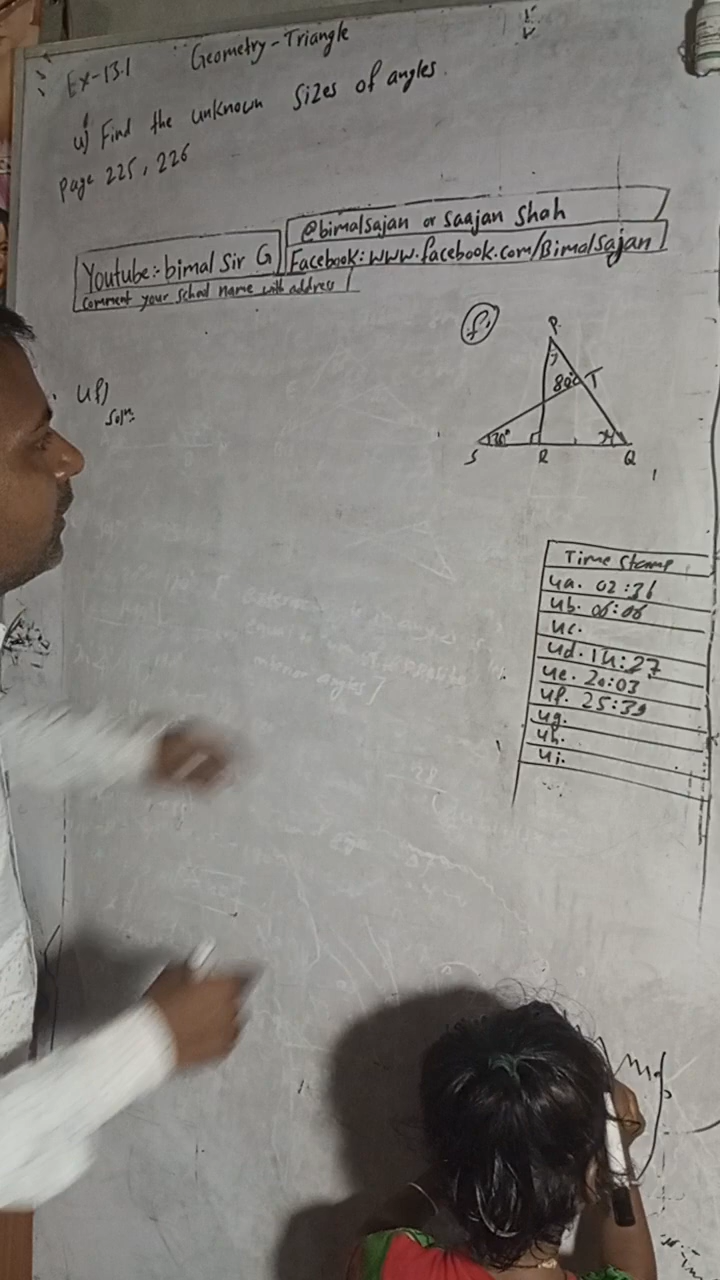 Ex-13.1 Geometry-Triangle
4) Find the unknown sizes of angles.
page 225, 226
@bimalsajan or saajan shah
Youtube:- bimal Sir G
Facebook: www.facebook.com/Bimalsajan
comment your school name with address
f.
P
y
80° T
4f)
Soln:
30°
x
S R Q
Time Stamp
4a. 02:36
4b. 06:06
4c.
4d. 14:27
4e. 20:03
4f. 25:39
4g.
4h.
4i.